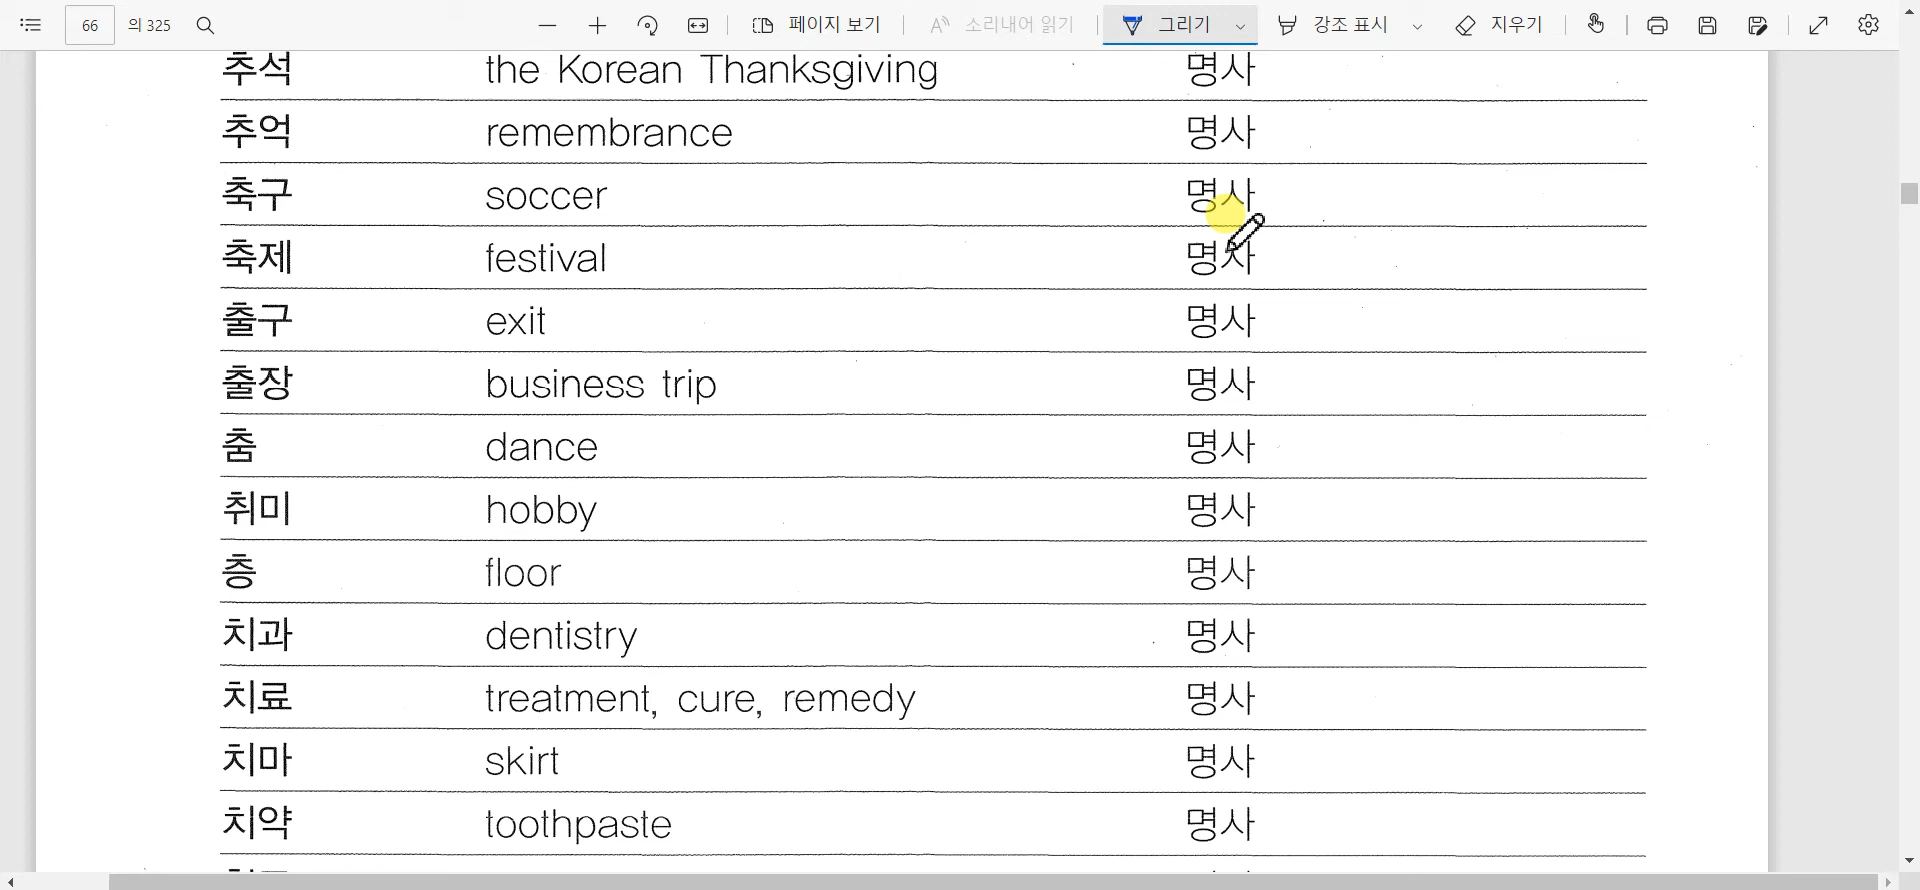 66 의 325 페이지 보기 소리내어 읽기 그리기 강조 표시 지우기
추석 the Korean Thanksgiving 명사
추억 remembrance 명사
축구 soccer 명사
축제 festival 명사
출구 exit 명사
출장 business trip 명사
춤 dance 명사
취미 hobby 명사
층 floor 명사
치과 dentistry 명사
치료 treatment, cure, remedy 명사
치마 skirt 명사
치약 toothpaste 명사